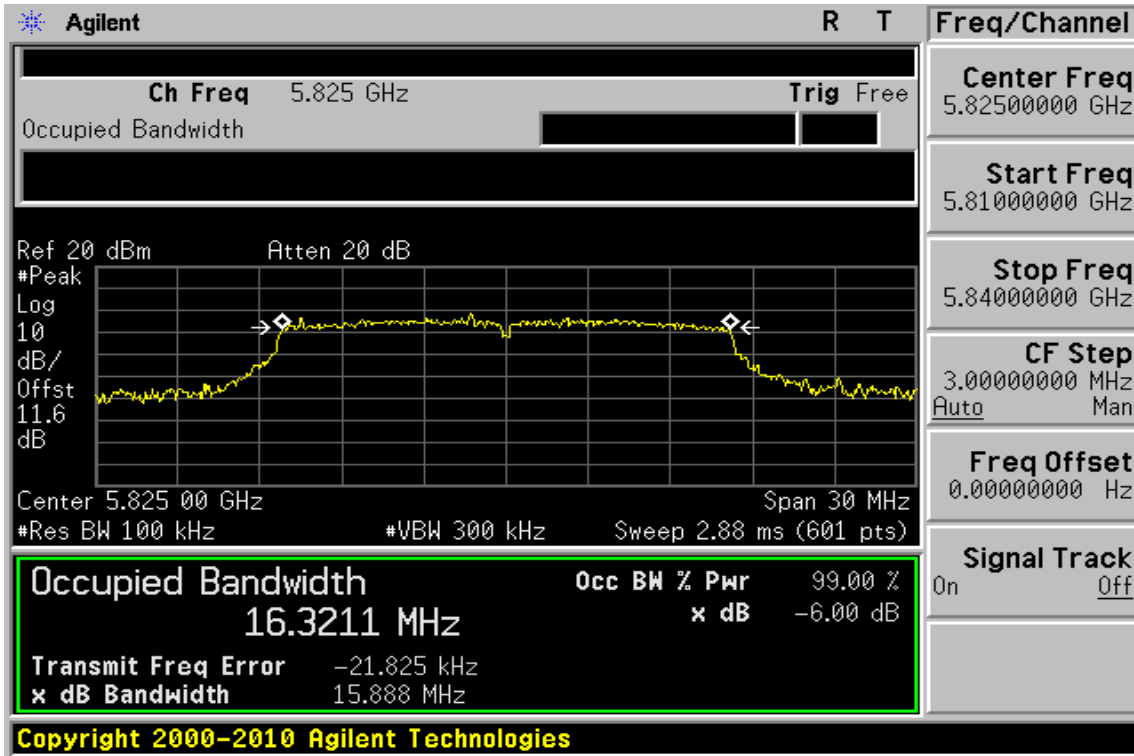 Agilent R T
Ch Freq 5.825 GHz Trig Free
Occupied Bandwidth
Ref 20 dBm Atten 20 dB
#Peak
Log
10
dB/
Offst
11.6
dB
Center 5.825 00 GHz Span 30 MHz
#Res BW 100 kHz #VBW 300 kHz Sweep 2.88 ms (601 pts)
Occupied Bandwidth Occ BW % Pwr 99.00 %
16.3211 MHz x dB -6.00 dB
Transmit Freq Error -21.825 kHz
x dB Bandwidth 15.888 MHz
Copyright 2000-2010 Agilent Technologies
Freq/Channel
Center Freq
5.82500000 GHz
Start Freq
5.81000000 GHz
Stop Freq
5.84000000 GHz
CF Step
3.00000000 MHz
Auto Man
Freq Offset
0.00000000 Hz
Signal Track
On Off